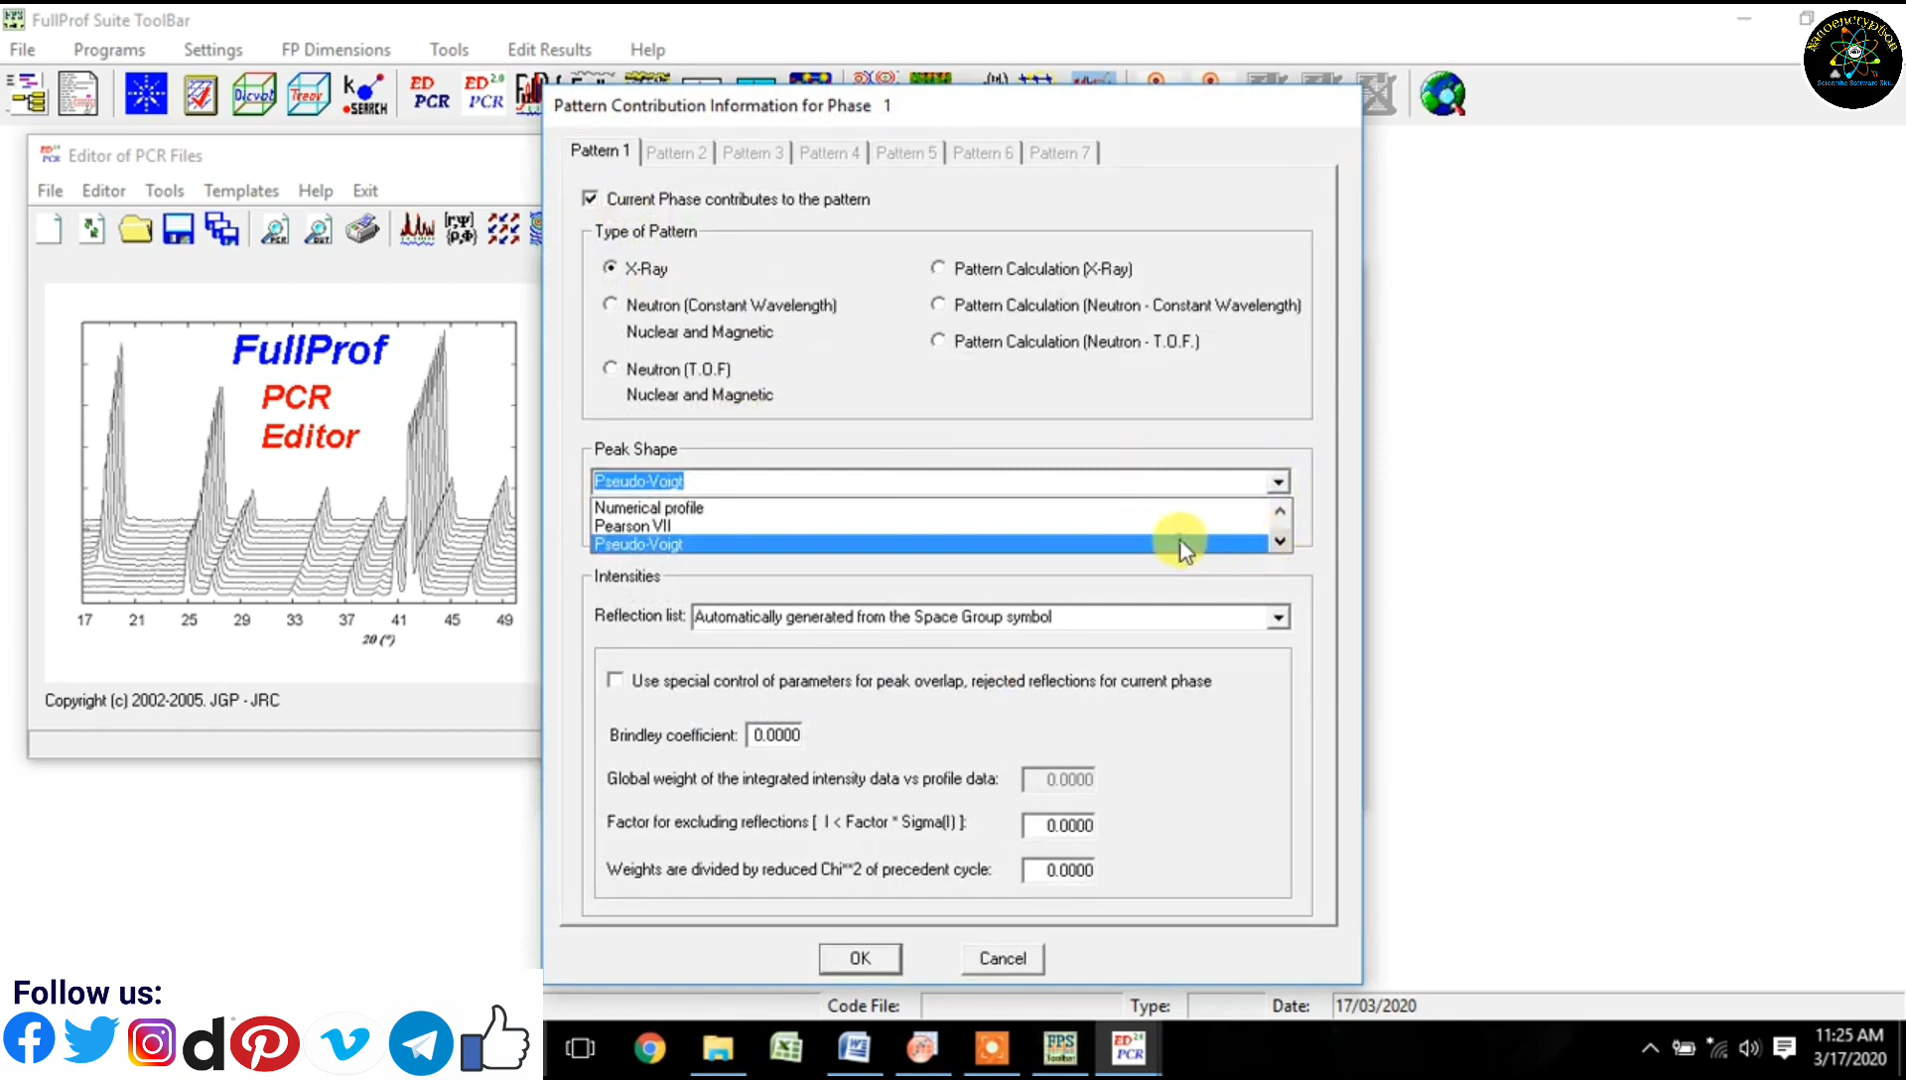 FullProf Suite ToolBar
File Programs Settings FP Dimensions Tools Edit Results Help
Dicvol Treor k SEARCH ED PCR ED 2.0 PCR
Nanoencryption
Pattern Contribution Information for Phase 1
Editor of PCR Files
File Editor Tools Templates Help Exit
FullProf
PCR
Editor
17 21 25 29 33 37 41 45 49
2θ (°)
Copyright (c) 2002-2005. JGP - JRC
Pattern 1 Pattern 2 Pattern 3 Pattern 4 Pattern 5 Pattern 6 Pattern 7
Current Phase contributes to the pattern
Type of Pattern
X-Ray Pattern Calculation (X-Ray)
Neutron (Constant Wavelength) Pattern Calculation (Neutron - Constant Wavelength)
Nuclear and Magnetic
Pattern Calculation (Neutron - T.O.F.)
Neutron (T.O.F)
Nuclear and Magnetic
Peak Shape
Pseudo-Voigt
Numerical profile
Pearson VII
Pseudo-Voigt
Intensities
Reflection list: Automatically generated from the Space Group symbol
Use special control of parameters for peak overlap, rejected reflections for current phase
Brindley coefficient: 0.0000
Global weight of the integrated intensity data vs profile data: 0.0000
Factor for excluding reflections [ I < Factor * Sigma(I) ]: 0.0000
Weights are divided by reduced Chi**2 of precedent cycle: 0.0000
OK Cancel
Follow us:
Code File: Type: Date: 17/03/2020
FPS Toolbar ED PCR
11:25 AM
3/17/2020